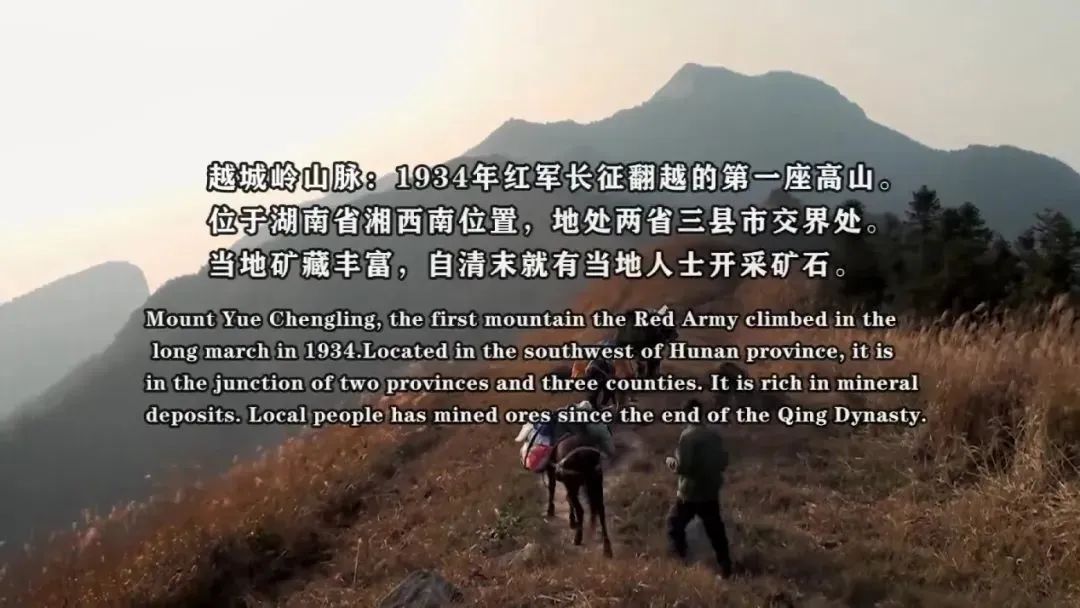 越城岭山脉：1934年红军长征翻越的第一座高山。
位于湖南省湘西南位置，地处两省三县市交界处。
当地矿藏丰富，自清末就有当地人士开采矿石。
Mount Yue Chengling, the first mountain the Red Army climbed in the
long march in 1934.Located in the southwest of Hunan province, it is
in the junction of two provinces and three counties. It is rich in mineral
deposits. Local people has mined ores since the end of the Qing Dynasty.